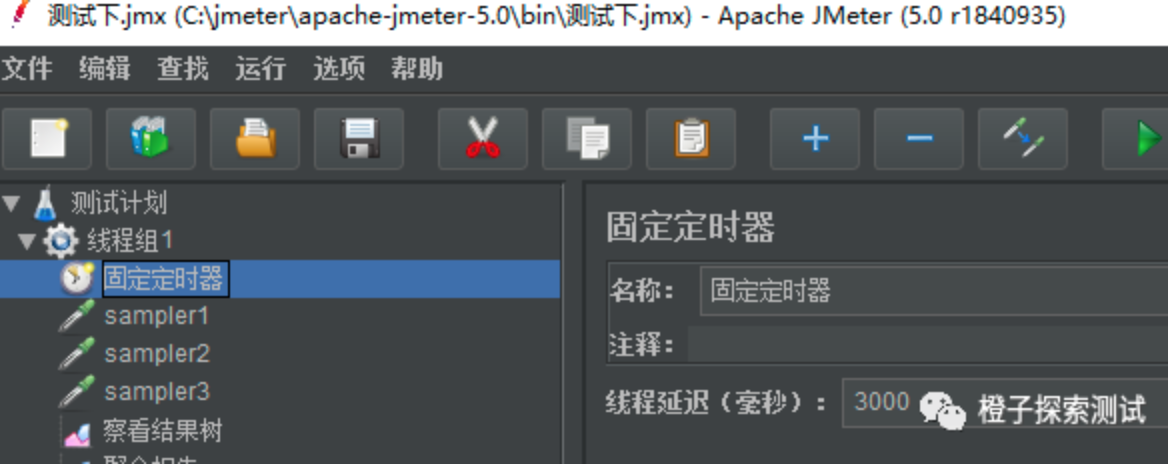 测试下.jmx (C:\jmeter\apache-jmeter-5.0\bin\测试下.jmx) - Apache JMeter (5.0 r1840935)
文件 编辑 查找 运行 选项 帮助
测试计划
线程组1
固定定时器
sampler1
sampler2
sampler3
察看结果树
固定定时器
名称： 固定定时器
注释：
线程延迟（毫秒）： 3000
橙子探索测试